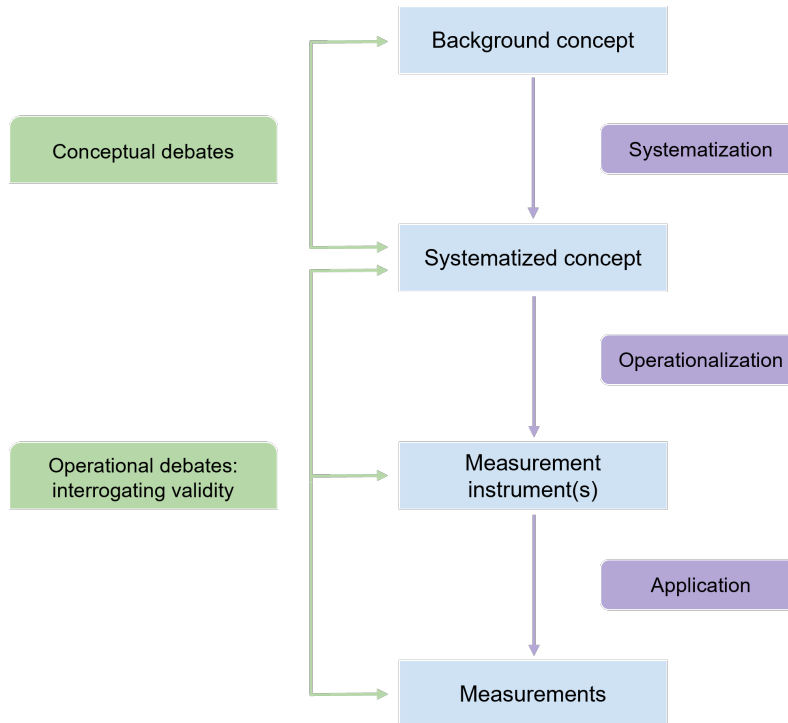 Background concept
Conceptual debates
Systematization
Systematized concept
Operationalization
Operational debates:
interrogating validity
Measurement
instrument(s)
Application
Measurements